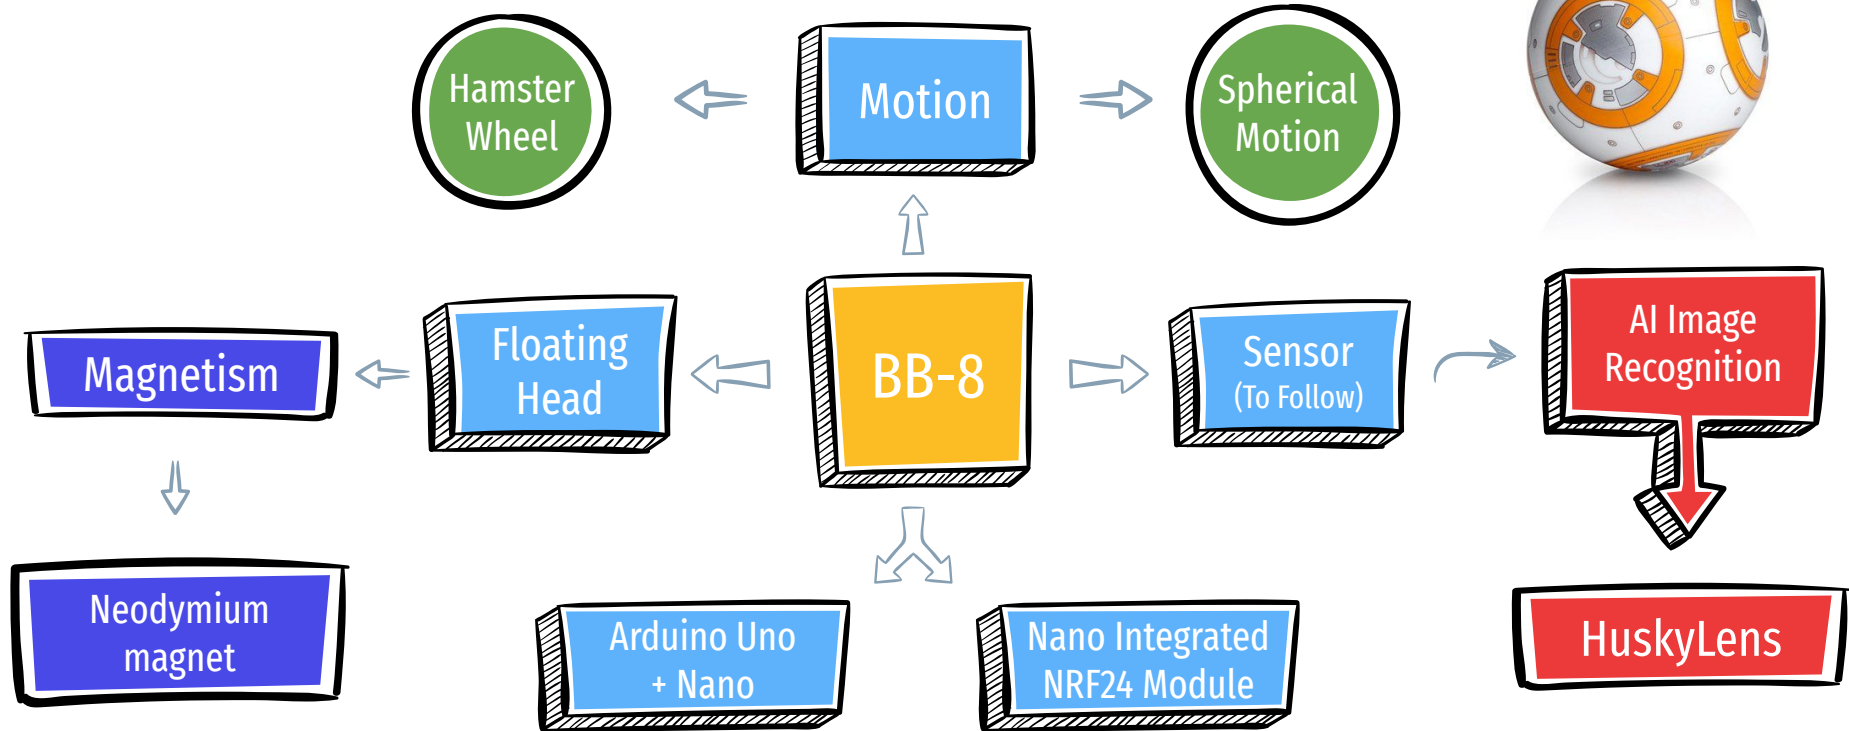 Hamster
Wheel
Motion
Spherical
Motion
Magnetism
Floating
Head
BB-8
Sensor
(To Follow)
AI Image
Recognition
Neodymium
magnet
Arduino Uno
+ Nano
Nano Integrated
NRF24 Module
HuskyLens